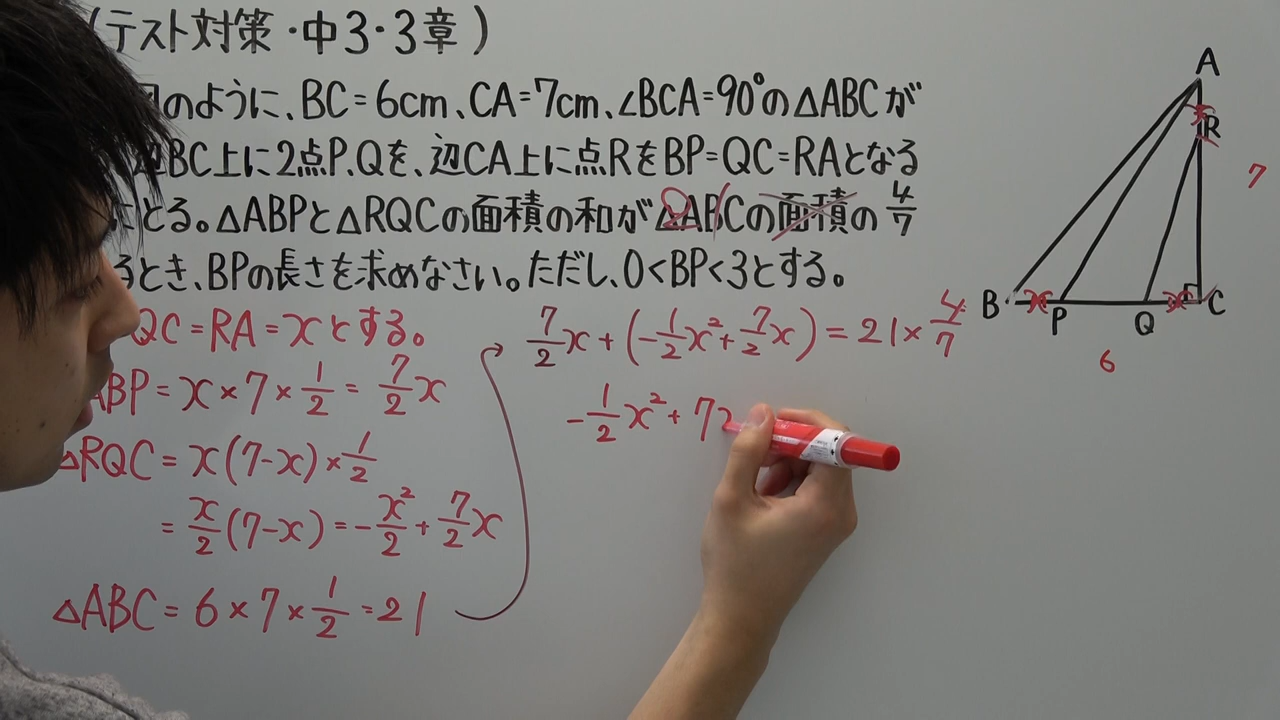 (テスト対策・中3・3章)
のように、BC=6cm、CA=7cm、∠BCA=90°の△ABCが
辺BC上に2点P.Qを、辺CA上に点RをBP=QC=RAとなる
にとる。△ABPと△RQCの面積の和が△ABCの面積の4/7
るとき、BPの長さを求めなさい。ただし、0<BP<3とする。
QC=RA=xとする。
ABP=x×7×1/2=7/2x
△RQC=x(7-x)×1/2
=x/2(7-x)=-x²/2+7/2x
△ABC=6×7×1/2=21
7/2x+(-1/2x²+7/2x)=21×4/7
-1/2x²+7x
A
R
7
B
x
P
Q
x
C
6